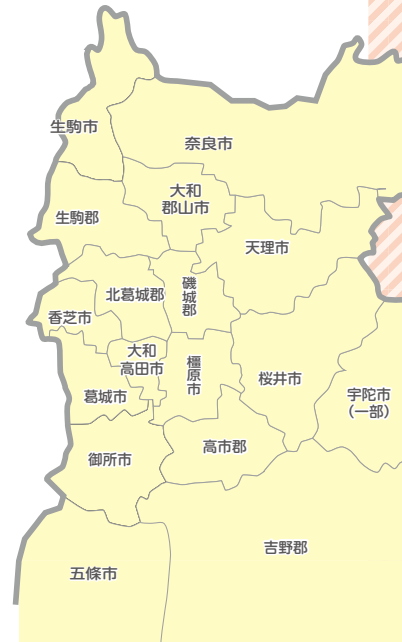 生駒市
奈良市
大和
郡山市
生駒郡
天理市
磯城郡
北葛城郡
香芝市
大和
高田市
橿原市
桜井市
宇陀市
(一部)
葛城市
高市郡
御所市
吉野郡
五條市